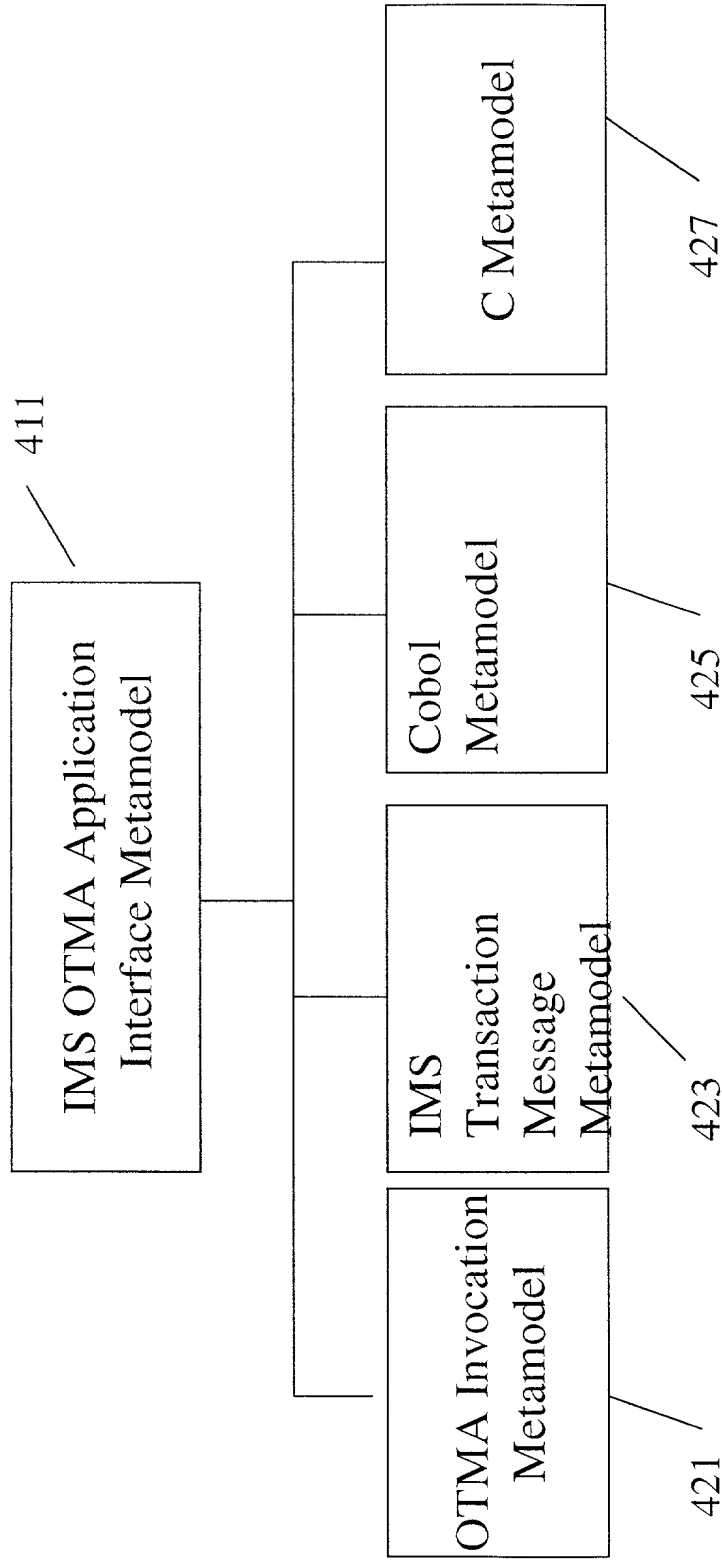 411
IMS OTMA Application
Interface Metamodel
OTMA Invocation
Metamodel
IMS
Transaction
Message
Metamodel
Cobol
Metamodel
C Metamodel
421
423
425
427